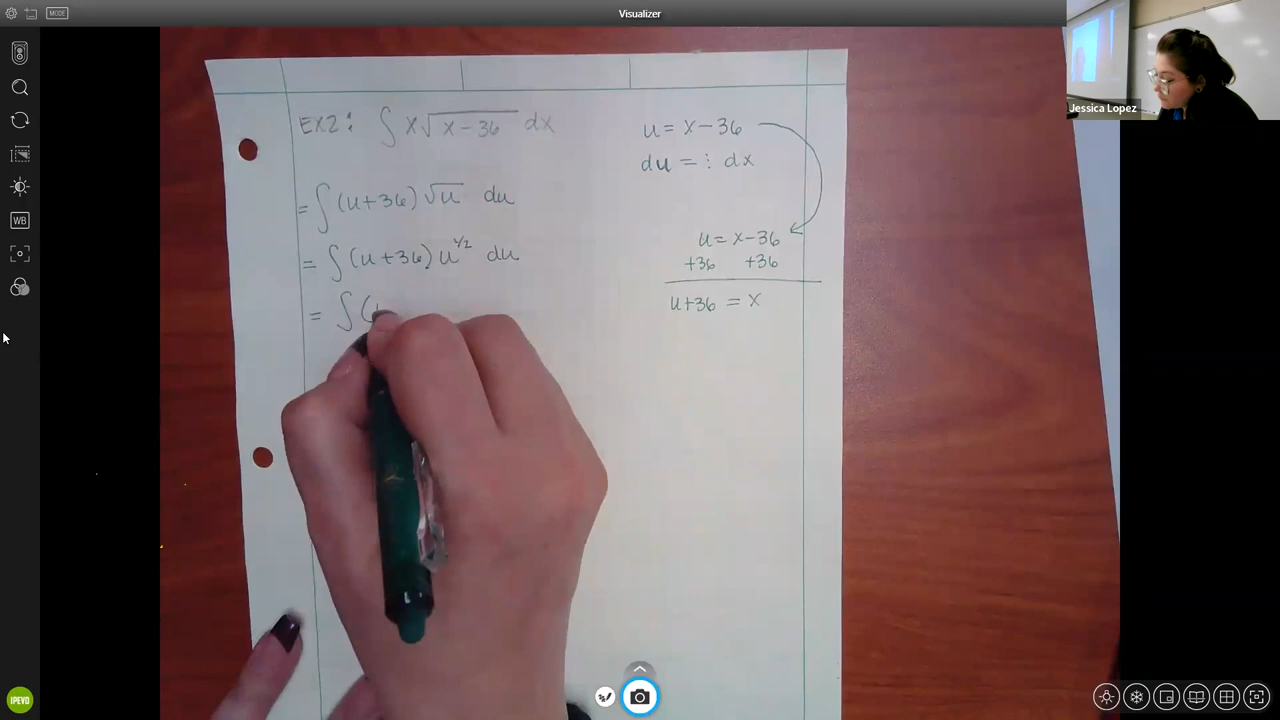 Visualizer
MODE
WB
IPEVO
Jessica Lopez
EX2: ∫ x√(x-36) dx
= ∫ (u+36) √u du
= ∫ (u+36) u^1/2 du
= ∫ (
u = x-36
du = ⋮ dx
u = x-36
+36 +36
u+36 = x